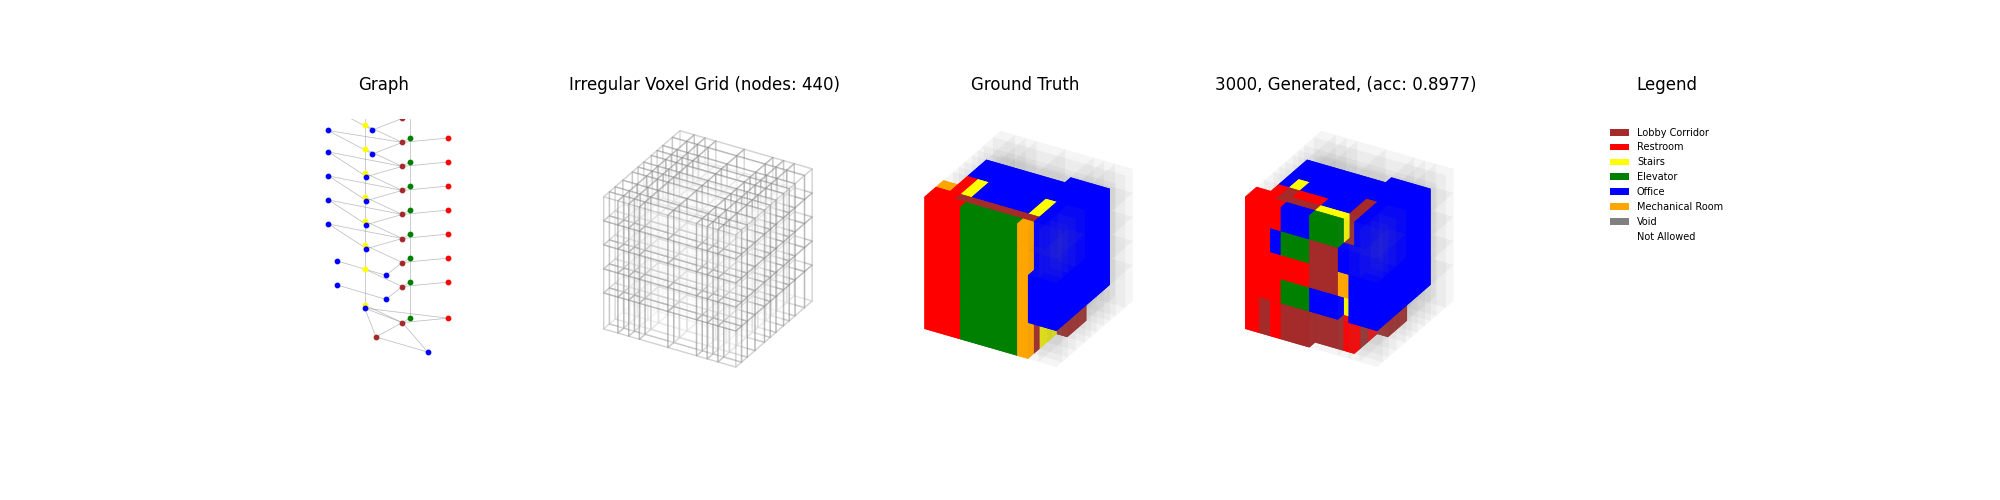 Graph
Irregular Voxel Grid (nodes: 440)
Ground Truth
3000, Generated, (acc: 0.8977)
Legend
Lobby Corridor
Restroom
Stairs
Elevator
Office
Mechanical Room
Void
Not Allowed